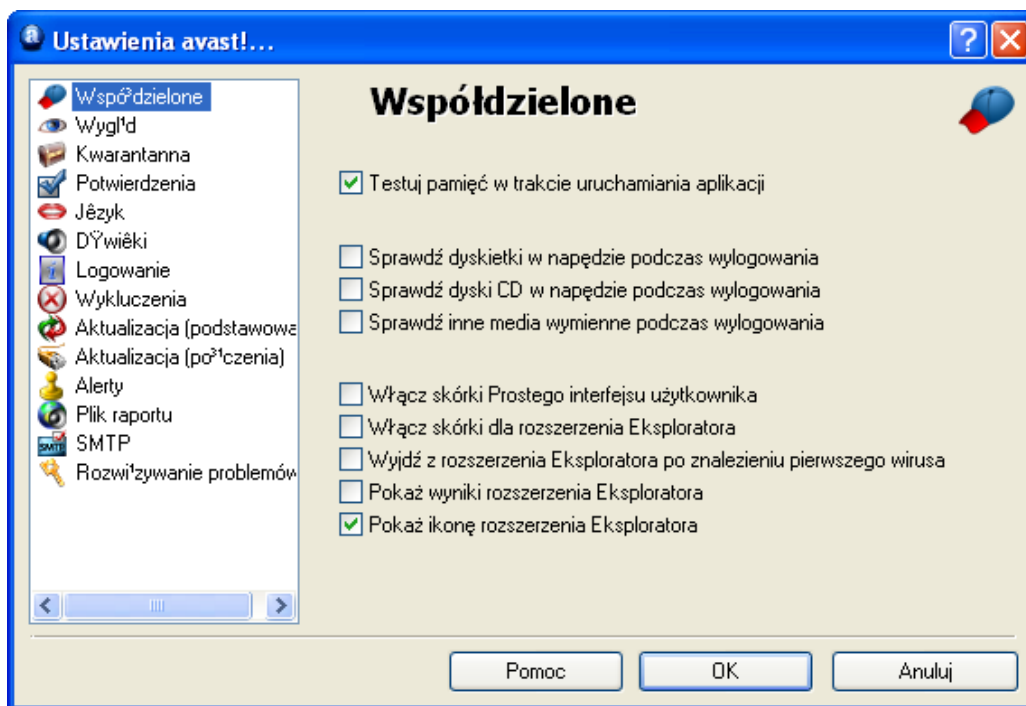 Ustawienia avast!...
Wspó³dzielone
Wygl¹d
Kwarantanna
Potwierdzenia
Jêzyk
DŸwiêki
Logowanie
Wykluczenia
Aktualizacja (podstawowa
Aktualizacja (po³¹czenia)
Alerty
Plik raportu
SMTP
Rozwi¹zywanie problemów
Współdzielone
Testuj pamięć w trakcie uruchamiania aplikacji
Sprawdź dyskietki w napędzie podczas wylogowania
Sprawdź dyski CD w napędzie podczas wylogowania
Sprawdź inne media wymienne podczas wylogowania
Włącz skórki Prostego interfejsu użytkownika
Włącz skórki dla rozszerzenia Eksploratora
Wyjdź z rozszerzenia Eksploratora po znalezieniu pierwszego wirusa
Pokaż wyniki rozszerzenia Eksploratora
Pokaż ikonę rozszerzenia Eksploratora
Pomoc
OK
Anuluj